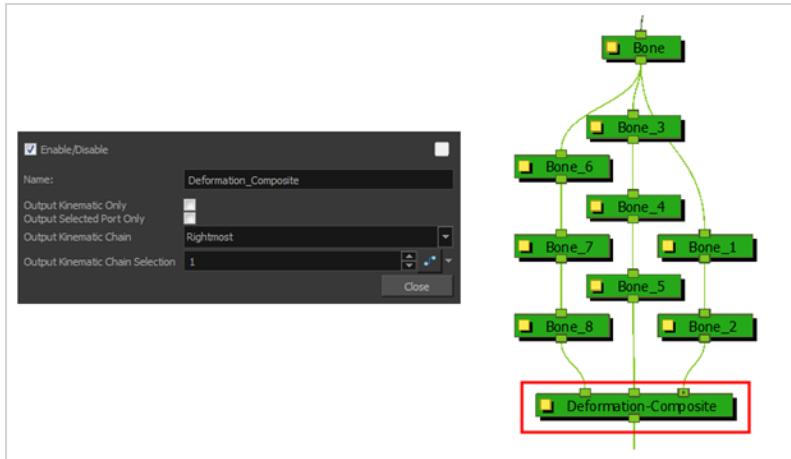 Enable/Disable
Name: Deformation_Composite
Output Kinematic Only
Output Selected Port Only
Output Kinematic Chain Rightmost
Output Kinematic Chain Selection 1
Close
Bone
Bone_3
Bone_6
Bone_4
Bone_7
Bone_1
Bone_5
Bone_8
Bone_2
Deformation-Composite